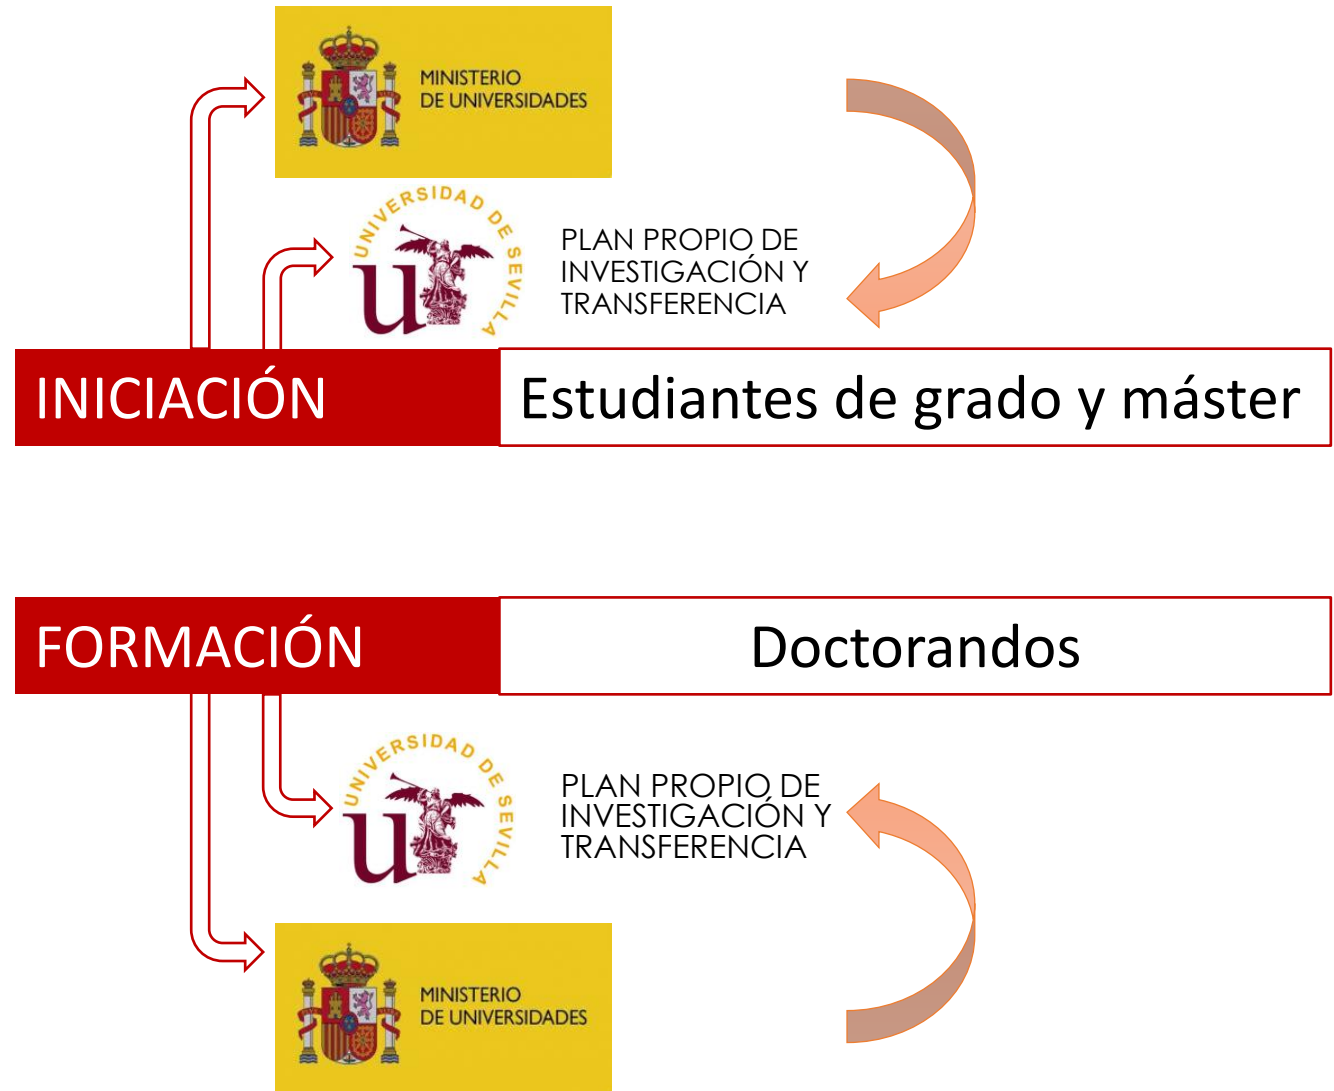 MINISTERIO
DE UNIVERSIDADES
UNIVERSIDAD DE SEVILLA
u
PLAN PROPIO DE
INVESTIGACIÓN Y
TRANSFERENCIA
INICIACIÓN
Estudiantes de grado y máster
FORMACIÓN
Doctorandos
UNIVERSIDAD DE SEVILLA
u
PLAN PROPIO DE
INVESTIGACIÓN Y
TRANSFERENCIA
MINISTERIO
DE UNIVERSIDADES